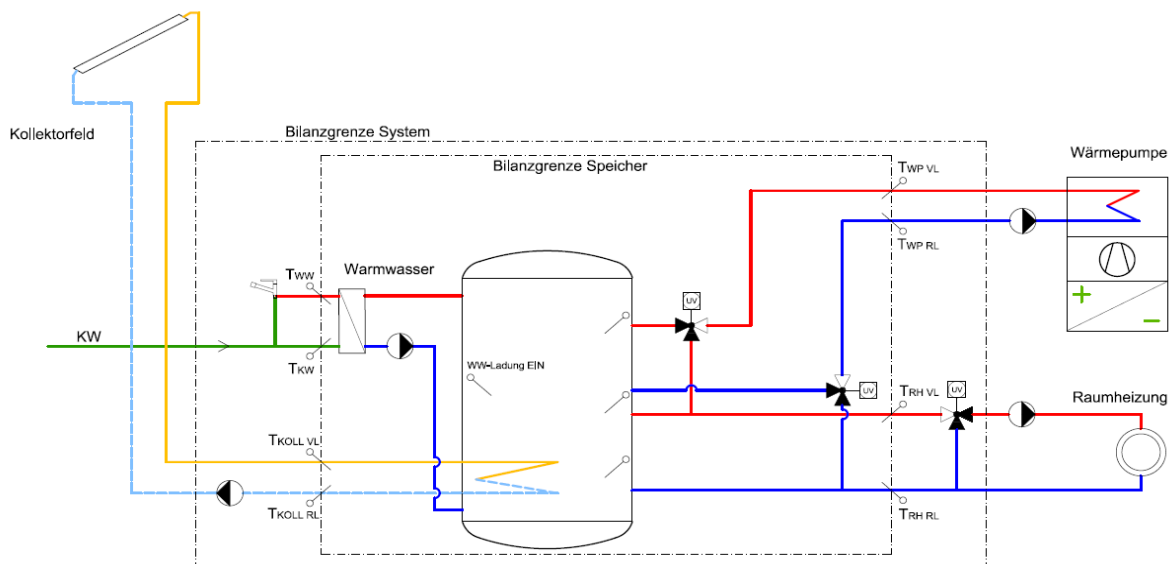 Kollektorfeld
Bilanzgrenze System
Bilanzgrenze Speicher
Wärmepumpe
TWP VL
TWP RL
TWW
Warmwasser
UV
KW
TKW
WW-Ladung EIN
UV
TRH VL
UV
Raumheizung
TKOLL VL
TKOLL RL
TRH RL